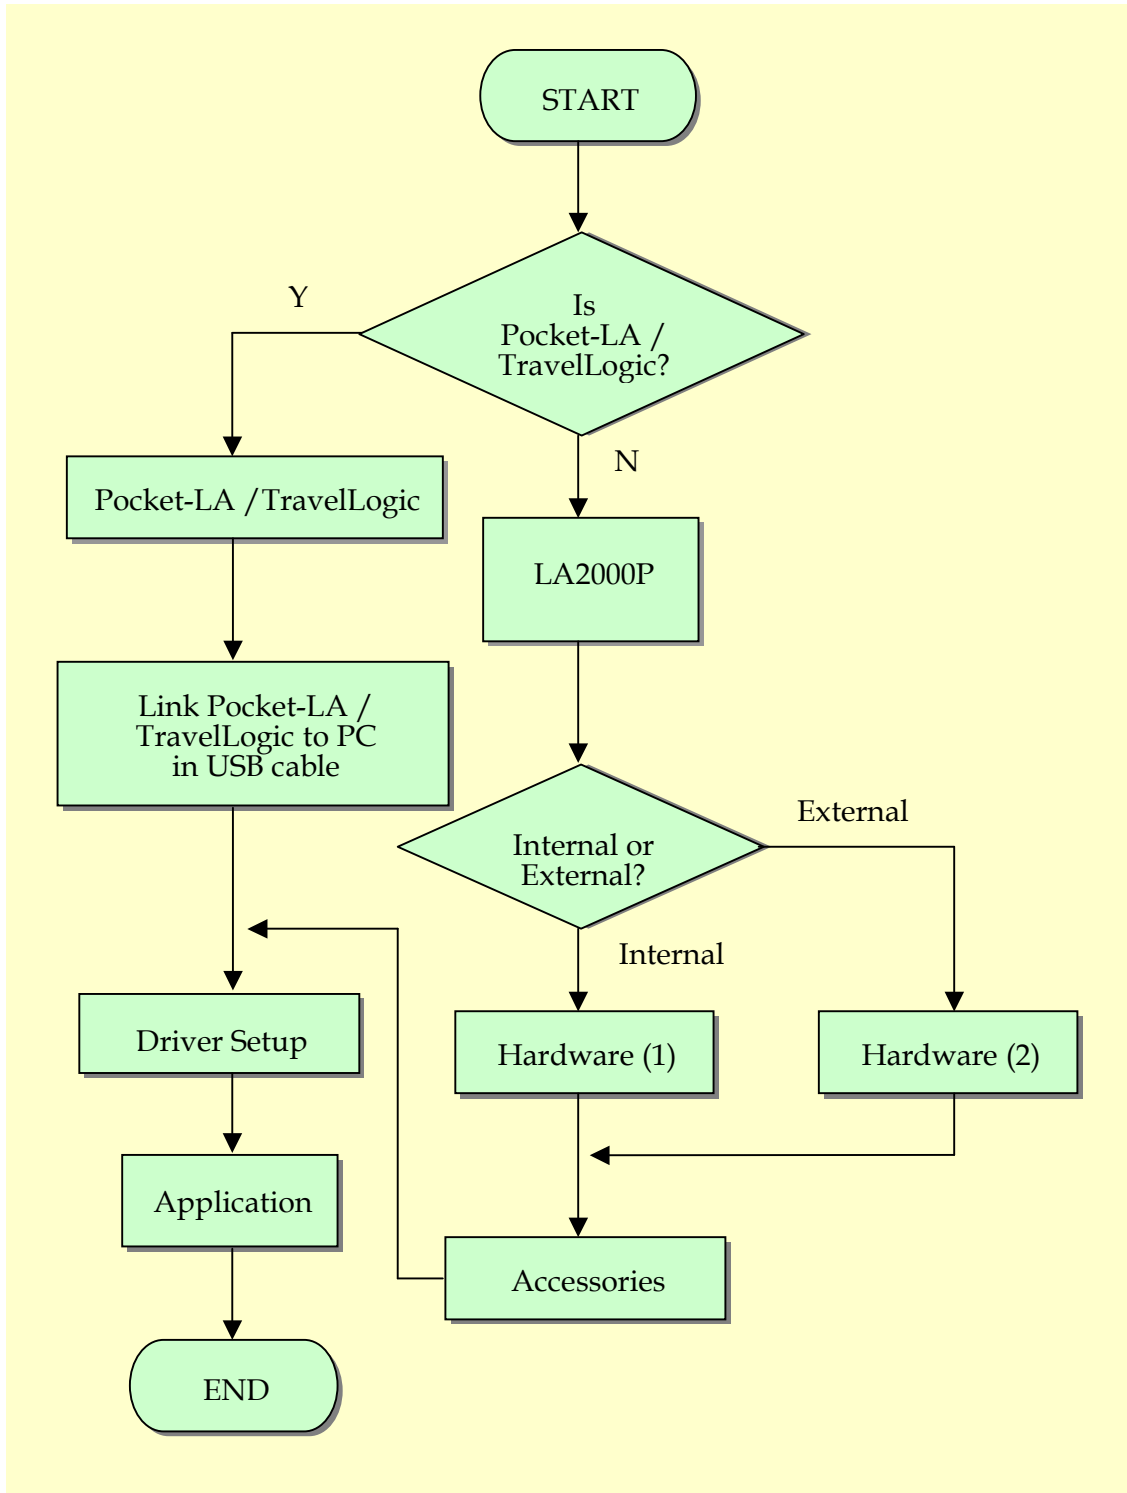 START
Is
Pocket-LA /
TravelLogic?
Y
N
Pocket-LA /TravelLogic
LA2000P
Link Pocket-LA /
TravelLogic to PC
in USB cable
Internal or
External?
External
Internal
Driver Setup
Hardware (1)
Hardware (2)
Application
Accessories
END